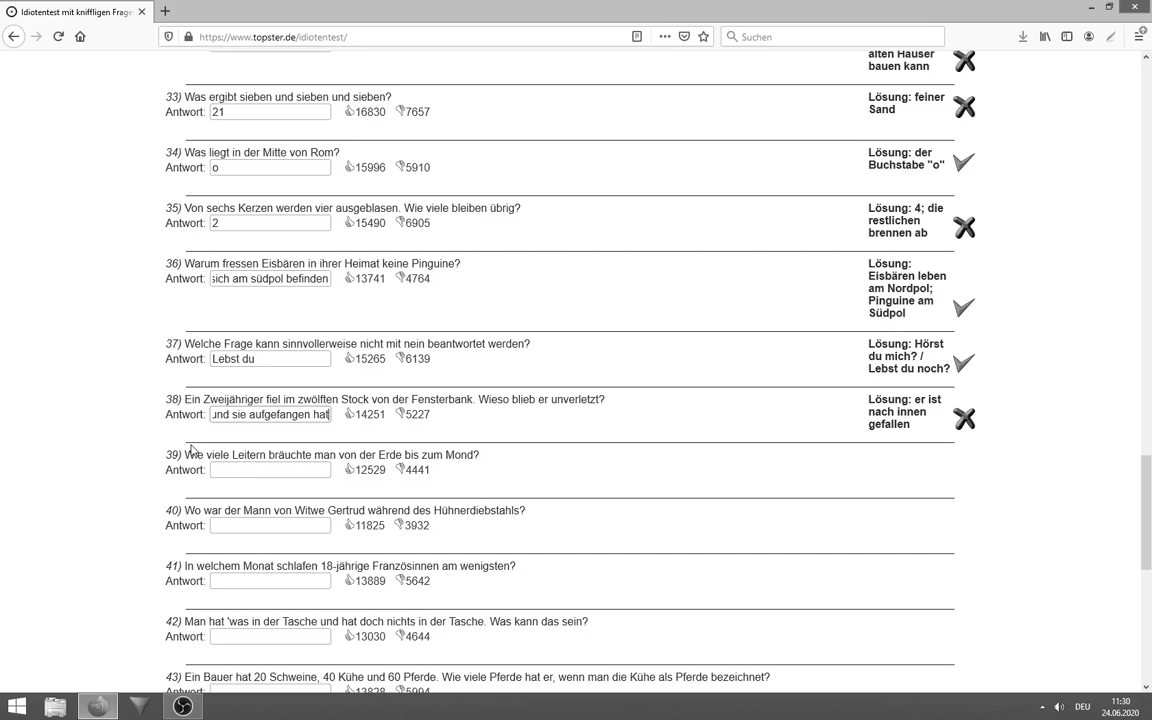 Idiotentest mit kniffligen Frage
https://www.topster.de/idiotentest/
Suchen
alten Häuser
bauen kann
33) Was ergibt sieben und sieben und sieben?
Antwort: 21 16830 7657
Lösung: feiner
Sand
34) Was liegt in der Mitte von Rom?
Antwort: o 15996 5910
Lösung: der
Buchstabe "o"
35) Von sechs Kerzen werden vier ausgeblasen. Wie viele bleiben übrig?
Antwort: 2 15490 6905
Lösung: 4; die
restlichen
brennen ab
36) Warum fressen Eisbären in ihrer Heimat keine Pinguine?
Antwort: sich am südpol befinden 13741 4764
Lösung:
Eisbären leben
am Nordpol;
Pinguine am
Südpol
37) Welche Frage kann sinnvollerweise nicht mit nein beantwortet werden?
Antwort: Lebst du 15265 6139
Lösung: Hörst
du mich? /
Lebst du noch?
38) Ein Zweijähriger fiel im zwölften Stock von der Fensterbank. Wieso blieb er unverletzt?
Antwort: und sie aufgefangen hat 14251 5227
Lösung: er ist
nach innen
gefallen
39) Wie viele Leitern bräuchte man von der Erde bis zum Mond?
Antwort: 12529 4441
40) Wo war der Mann von Witwe Gertrud während des Hühnerdiebstahls?
Antwort: 11825 3932
41) In welchem Monat schlafen 18-jährige Französinnen am wenigsten?
Antwort: 13889 5642
42) Man hat 'was in der Tasche und hat doch nichts in der Tasche. Was kann das sein?
Antwort: 13030 4644
43) Ein Bauer hat 20 Schweine, 40 Kühe und 60 Pferde. Wie viele Pferde hat er, wenn man die Kühe als Pferde bezeichnet?
Antwort: 13828 5994
DEU
11:30
24.06.2020